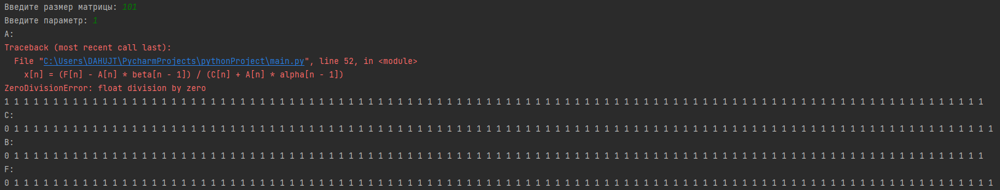 Введите размер матрицы: 101
Введите параметр: 1
A:
Traceback (most recent call last):
File "C:\Users\DAHUJT\PycharmProjects\pythonProject\main.py", line 52, in <module>
x[n] = (F[n] - A[n] * beta[n - 1]) / (C[n] + A[n] * alpha[n - 1])
ZeroDivisionError: float division by zero
1 1 1 1 1 1 1 1 1 1 1 1 1 1 1 1 1 1 1 1 1 1 1 1 1 1 1 1 1 1 1 1 1 1 1 1 1 1 1 1 1 1 1 1 1 1 1 1 1 1 1 1 1 1 1 1 1 1 1 1 1 1 1 1 1 1 1 1 1 1 1 1 1 1 1 1 1 1 1 1 1 1 1 1 1 1 1 1 1 1 1 1 1 1 1 1 1 1 1 1
C:
0 1 1 1 1 1 1 1 1 1 1 1 1 1 1 1 1 1 1 1 1 1 1 1 1 1 1 1 1 1 1 1 1 1 1 1 1 1 1 1 1 1 1 1 1 1 1 1 1 1 1 1 1 1 1 1 1 1 1 1 1 1 1 1 1 1 1 1 1 1 1 1 1 1 1 1 1 1 1 1 1 1 1 1 1 1 1 1 1 1 1 1 1 1 1 1 1 1 1 1 1
B:
0 1 1 1 1 1 1 1 1 1 1 1 1 1 1 1 1 1 1 1 1 1 1 1 1 1 1 1 1 1 1 1 1 1 1 1 1 1 1 1 1 1 1 1 1 1 1 1 1 1 1 1 1 1 1 1 1 1 1 1 1 1 1 1 1 1 1 1 1 1 1 1 1 1 1 1 1 1 1 1 1 1 1 1 1 1 1 1 1 1 1 1 1 1 1 1 1 1 1 1
F:
0 1 1 1 1 1 1 1 1 1 1 1 1 1 1 1 1 1 1 1 1 1 1 1 1 1 1 1 1 1 1 1 1 1 1 1 1 1 1 1 1 1 1 1 1 1 1 1 1 1 1 1 1 1 1 1 1 1 1 1 1 1 1 1 1 1 1 1 1 1 1 1 1 1 1 1 1 1 1 1 1 1 1 1 1 1 1 1 1 1 1 1 1 1 1 1 1 1 1 1 1